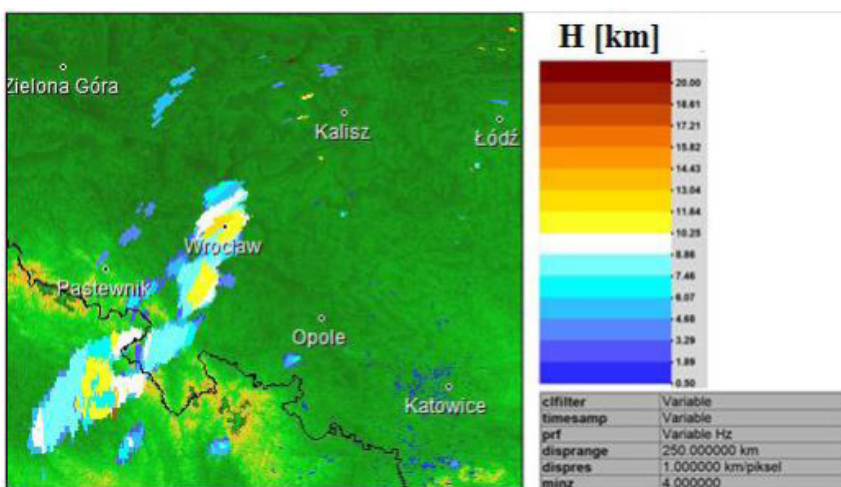 H [km]
Zielona Góra
Kalisz
Łódź
Wrocław
Pastewnik
Opole
Katowice
20.00
18.61
17.21
15.82
14.43
13.04
11.64
10.25
8.86
7.46
6.07
4.68
3.29
1.89
0.50
clfilter Variable
timesamp Variable
prf Variable Hz
disprange 250.000000 km
dispres 1.000000 km/piksel
minz 4.000000